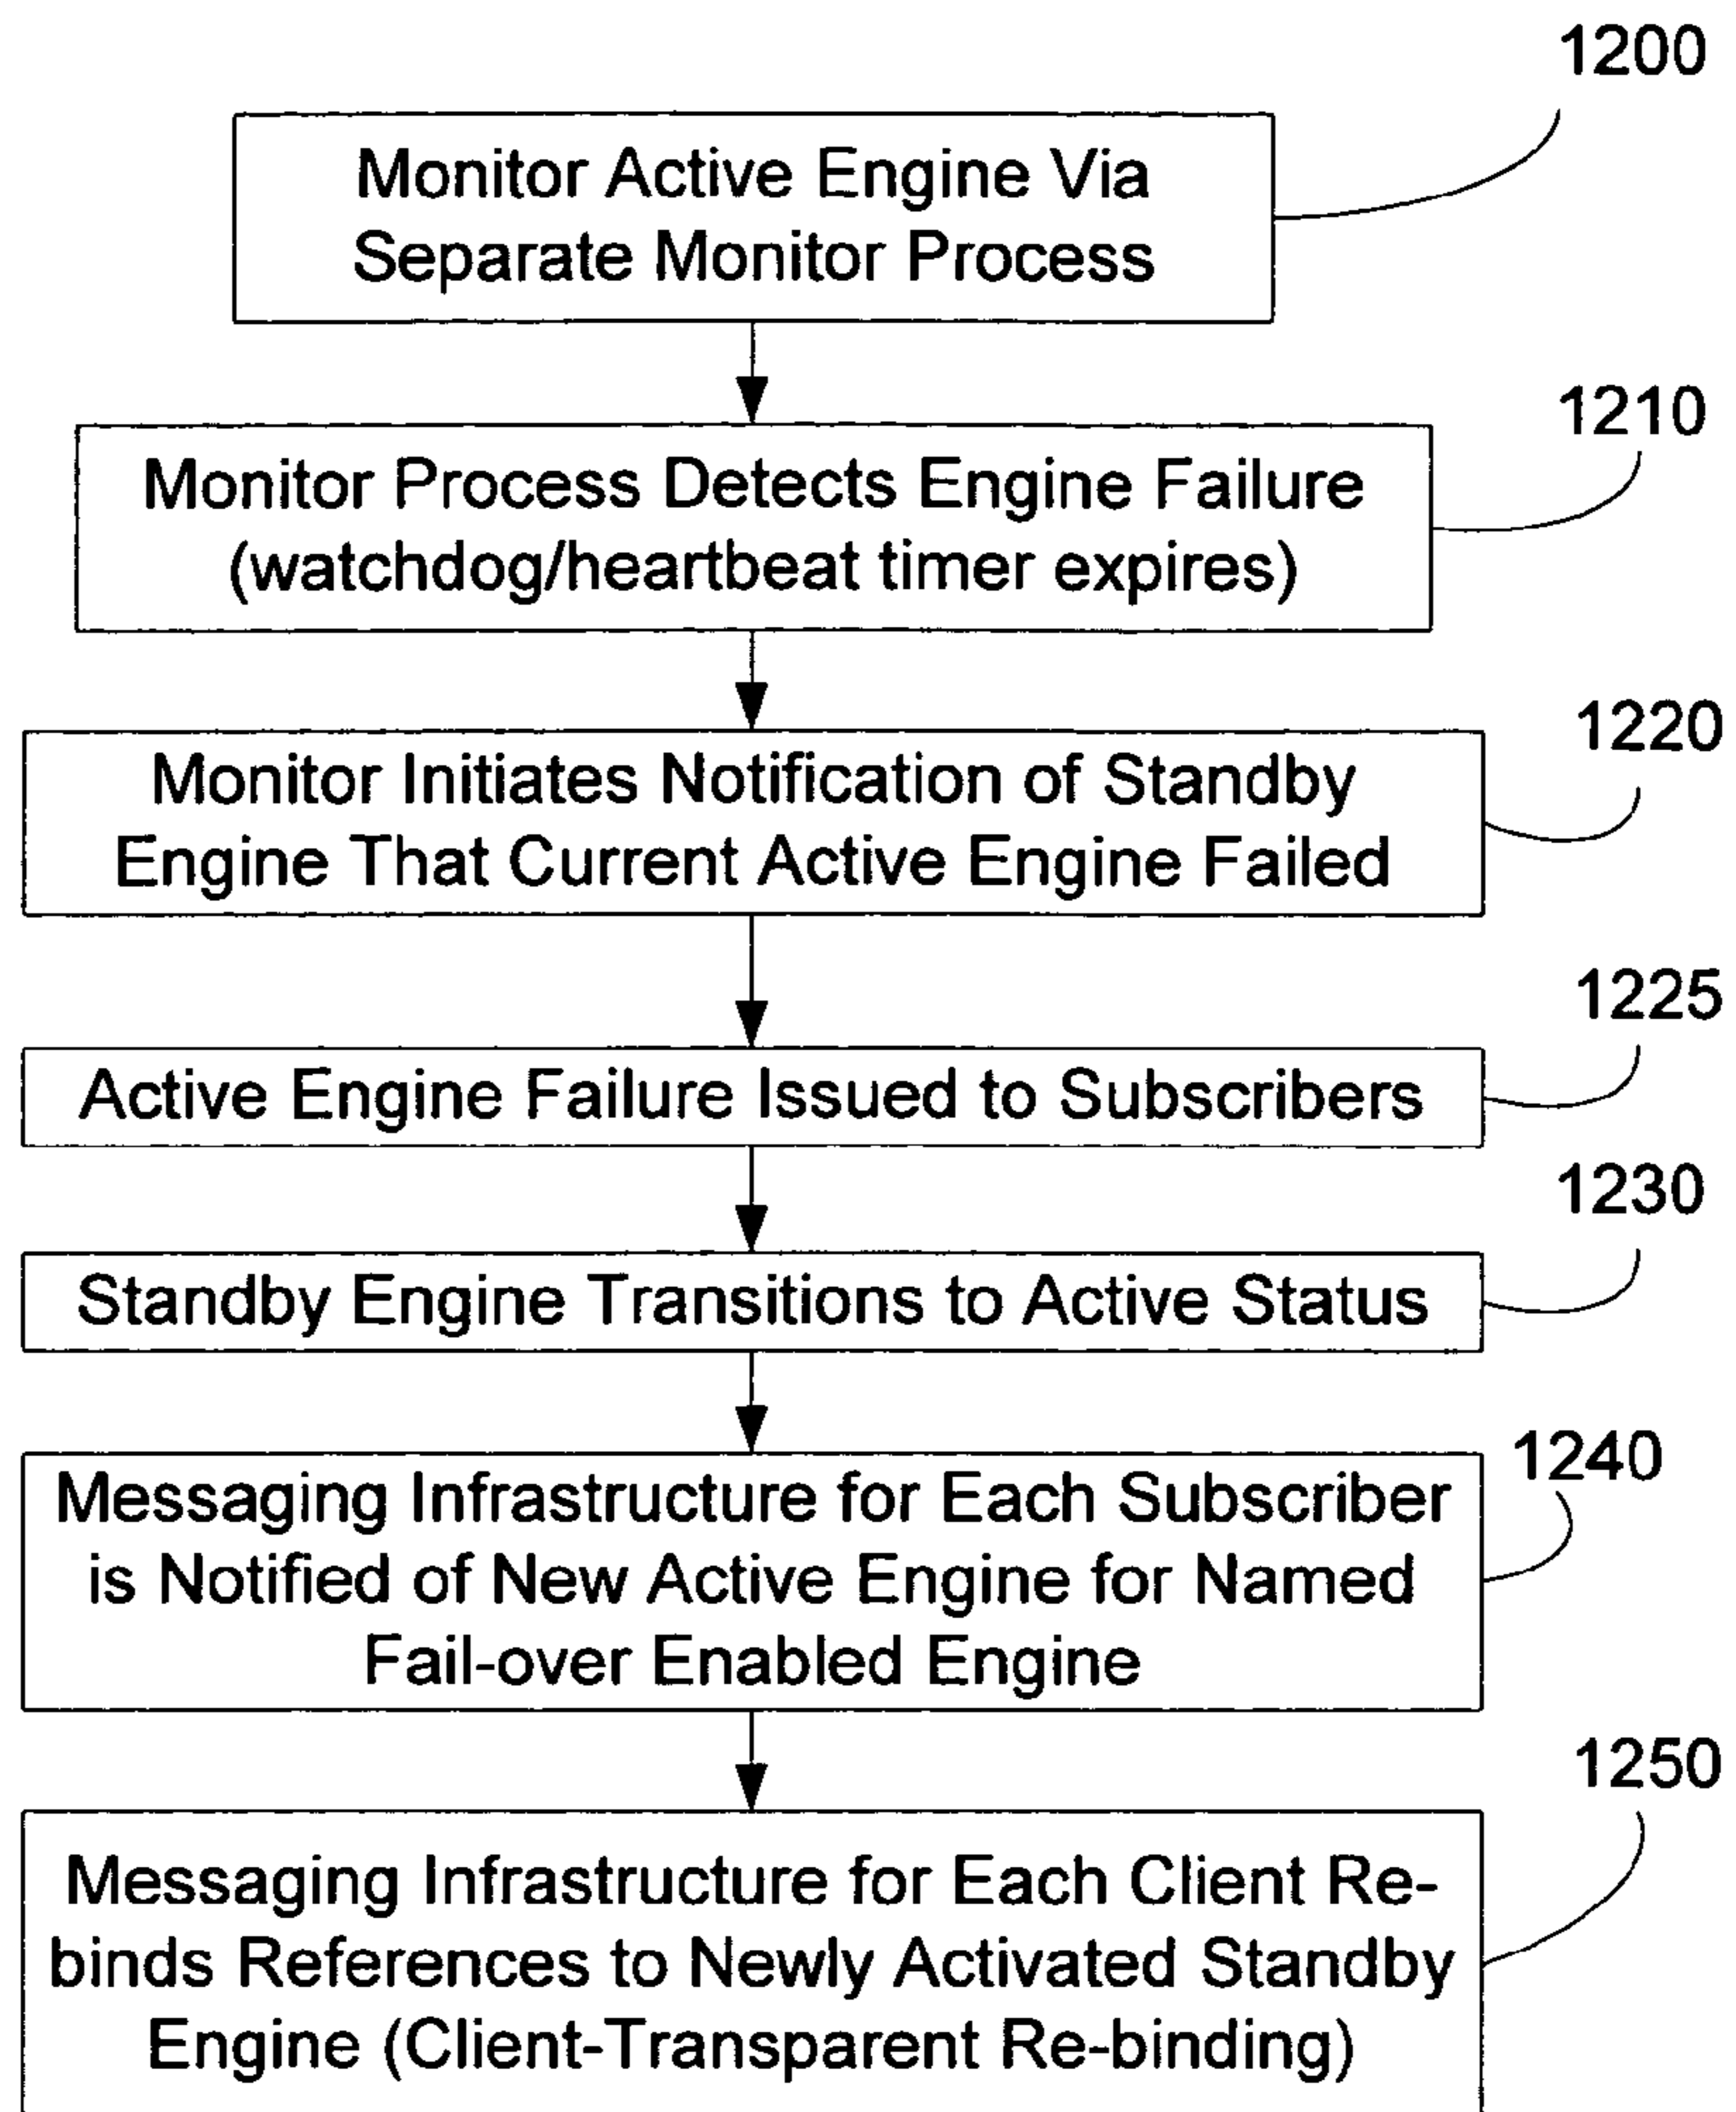 1200
Monitor Active Engine Via
Separate Monitor Process
1210
Monitor Process Detects Engine Failure
(watchdog/heartbeat timer expires)
1220
Monitor Initiates Notification of Standby
Engine That Current Active Engine Failed
1225
Active Engine Failure Issued to Subscribers
1230
Standby Engine Transitions to Active Status
1240
Messaging Infrastructure for Each Subscriber
is Notified of New Active Engine for Named
Fail-over Enabled Engine
1250
Messaging Infrastructure for Each Client Re-
binds References to Newly Activated Standby
Engine (Client-Transparent Re-binding)